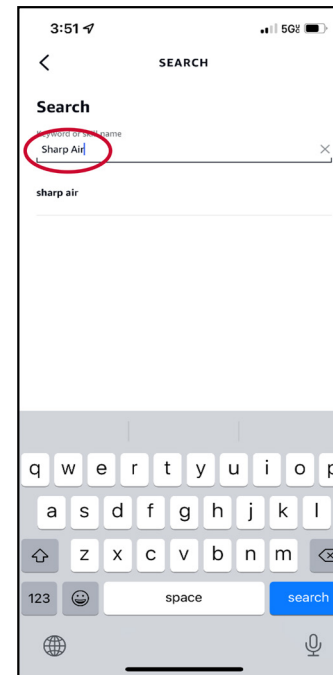 3:51 5G
SEARCH
Search
Keyword or skill name
Sharp Air
sharp air
q w e r t y u i o p
a s d f g h j k l
z x c v b n m
123 space search